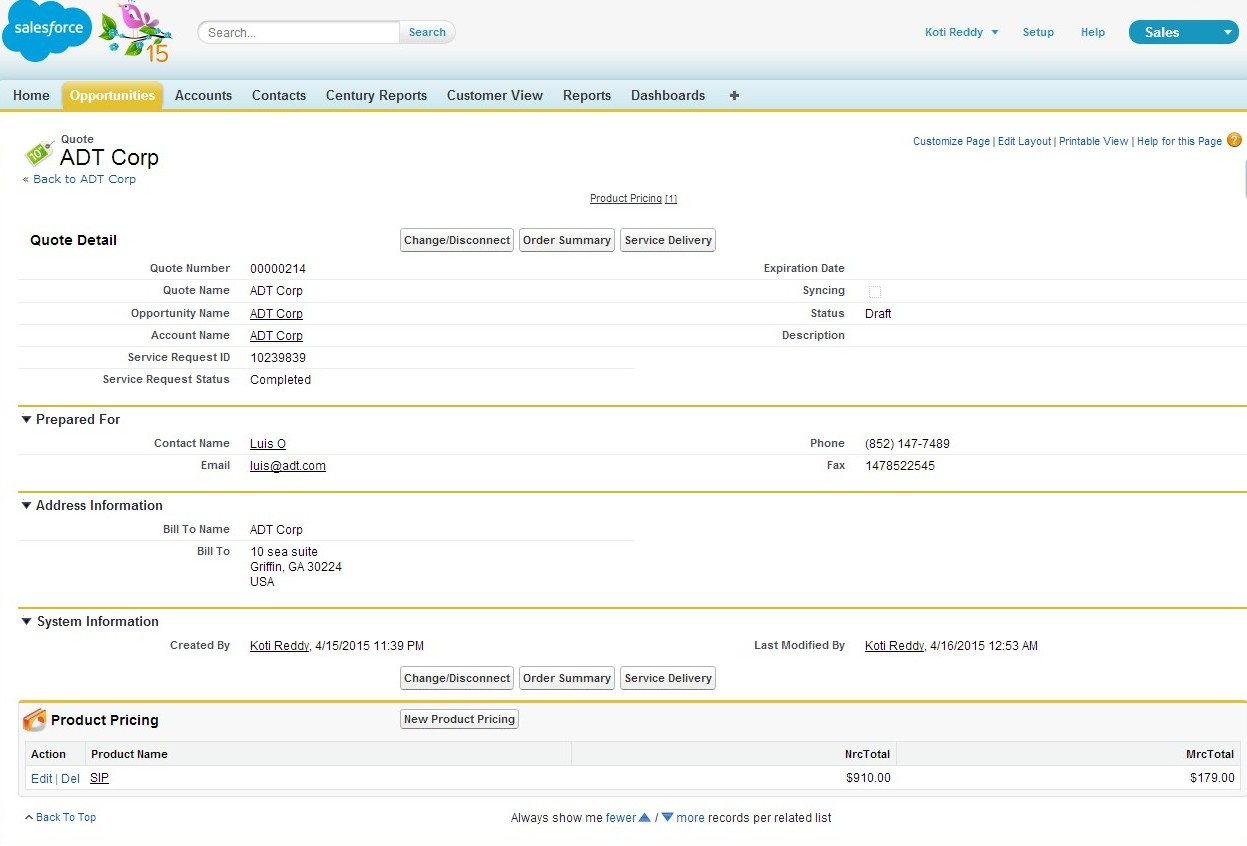 salesforce
15
Search...
Search
Koti Reddy
Setup
Help
Sales
Home Opportunities Accounts Contacts Century Reports Customer View Reports Dashboards +
Quote
10%
ADT Corp
« Back to ADT Corp
Customize Page | Edit Layout | Printable View | Help for this Page ?
Product Pricing [1]
Quote Detail
Change/Disconnect Order Summary Service Delivery
Quote Number 00000214 Expiration Date
Quote Name ADT Corp Syncing
Opportunity Name ADT Corp Status Draft
Account Name ADT Corp Description
Service Request ID 10239839
Service Request Status Completed
Prepared For
Contact Name Luis O Phone (852) 147-7489
Email luis@adt.com Fax 1478522545
Address Information
Bill To Name ADT Corp
Bill To 10 sea suite
Griffin, GA 30224
USA
System Information
Created By Koti Reddy, 4/15/2015 11:39 PM Last Modified By Koti Reddy, 4/16/2015 12:53 AM
Change/Disconnect Order Summary Service Delivery
Product Pricing New Product Pricing
Action Product Name NrcTotal MrcTotal
Edit | Del SIP $910.00 $179.00
Back To Top
Always show me fewer / more records per related list